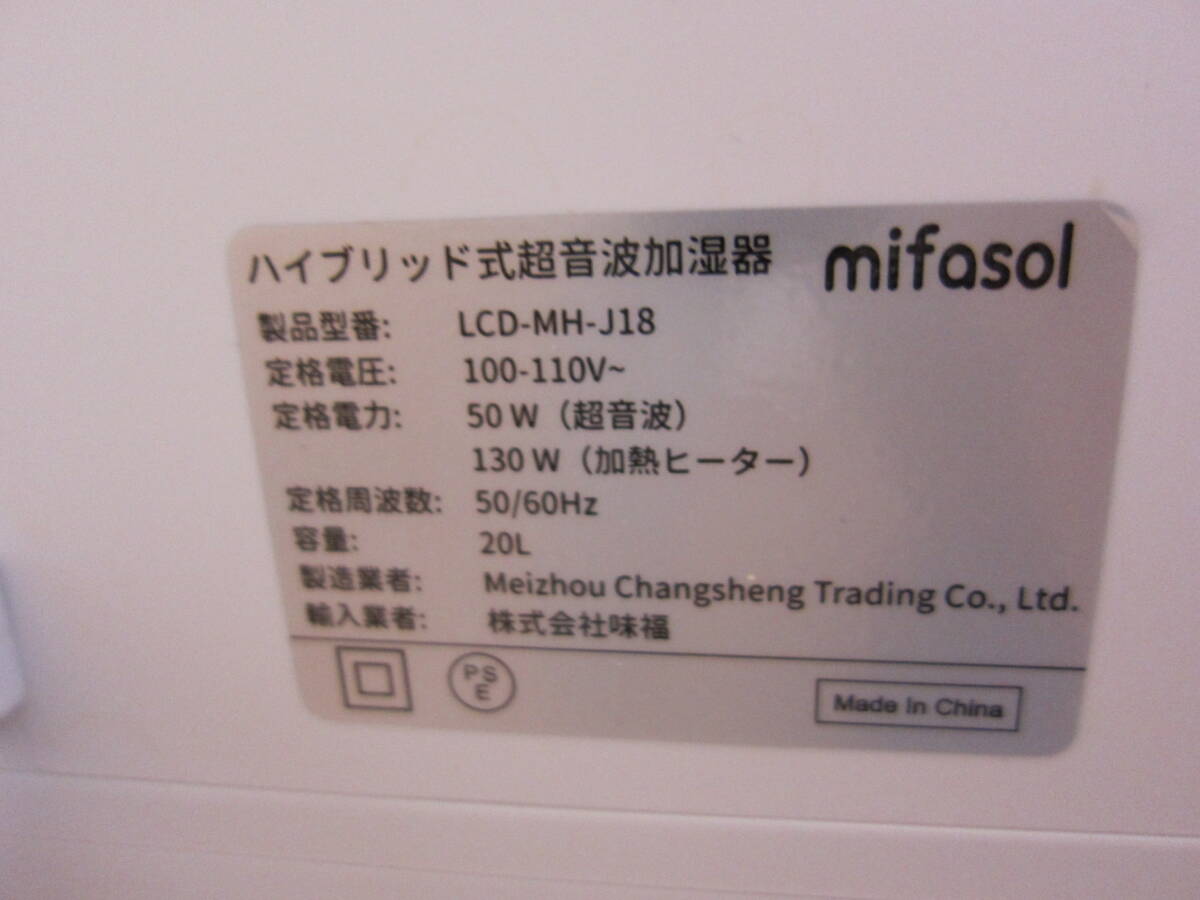 ハイブリッド式超音波加湿器 mifasol
製品型番: LCD-MH-J18
定格電圧: 100-110V~
定格電力: 50 W（超音波）
130 W（加熱ヒーター）
定格周波数: 50/60Hz
容量: 20L
製造業者: Meizhou Changsheng Trading Co., Ltd.
輸入業者: 株式会社味福
PS
E
Made In China